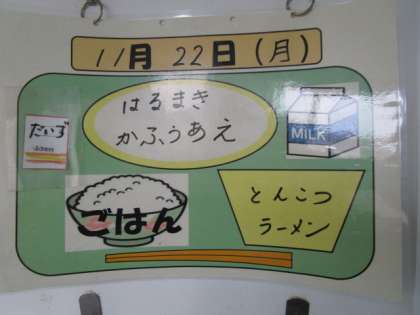 11月22日(月)
はるまき
かふうあえ
だいず
MILK
ごはん
とんこつ
ラーメン